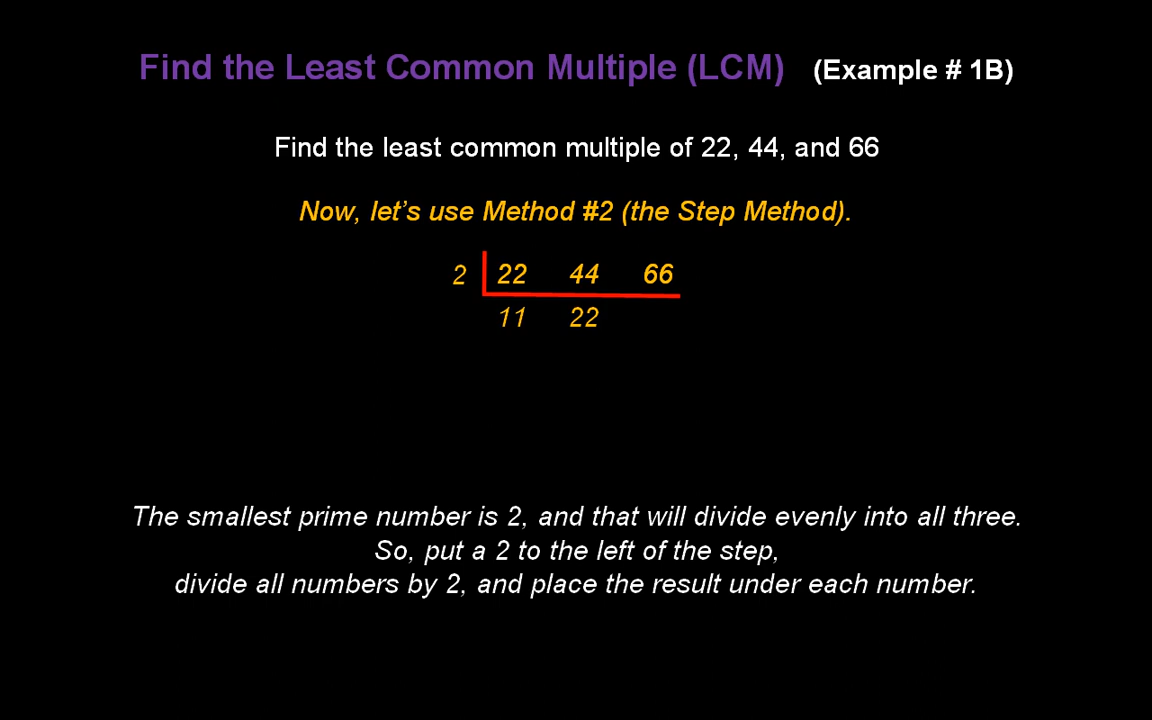 Find the Least Common Multiple (LCM) (Example # 1B)
Find the least common multiple of 22, 44, and 66
Now, let's use Method #2 (the Step Method).
2 22 44 66
11 22
The smallest prime number is 2, and that will divide evenly into all three.
So, put a 2 to the left of the step,
divide all numbers by 2, and place the result under each number.